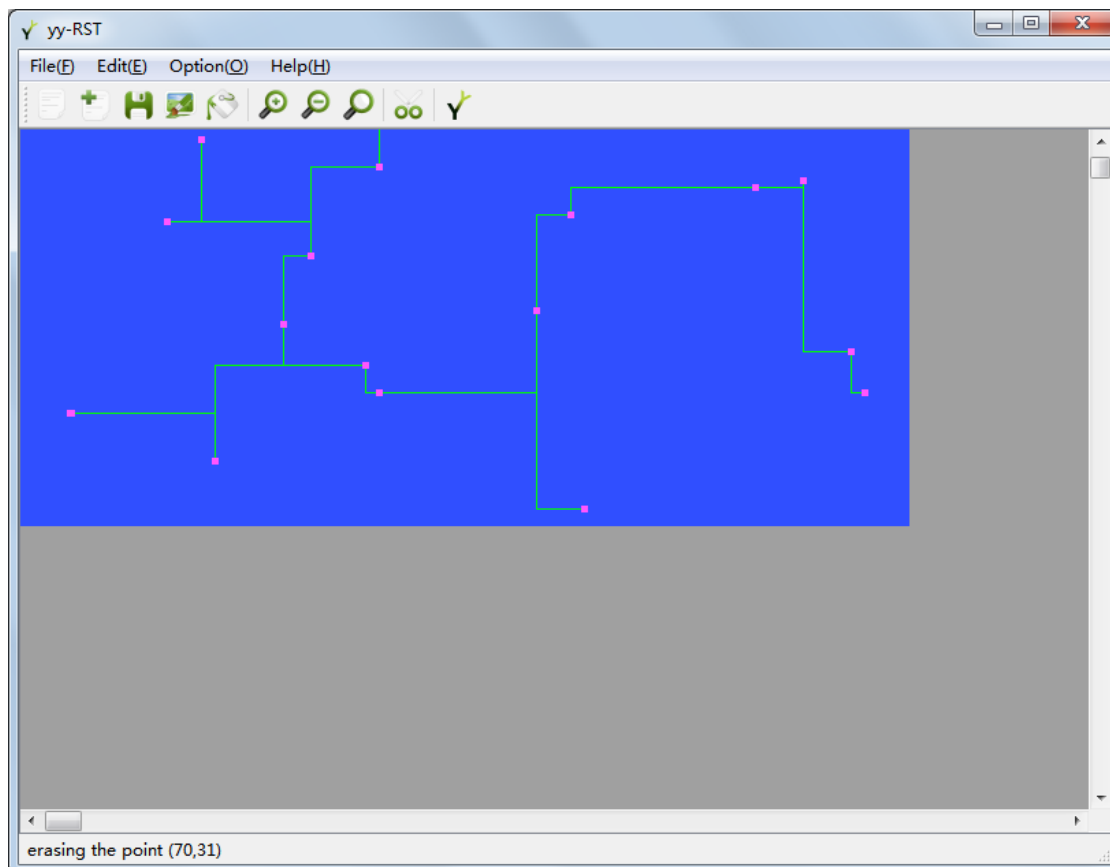 yy-RST
File(F) Edit(E) Option(O) Help(H)
erasing the point (70,31)